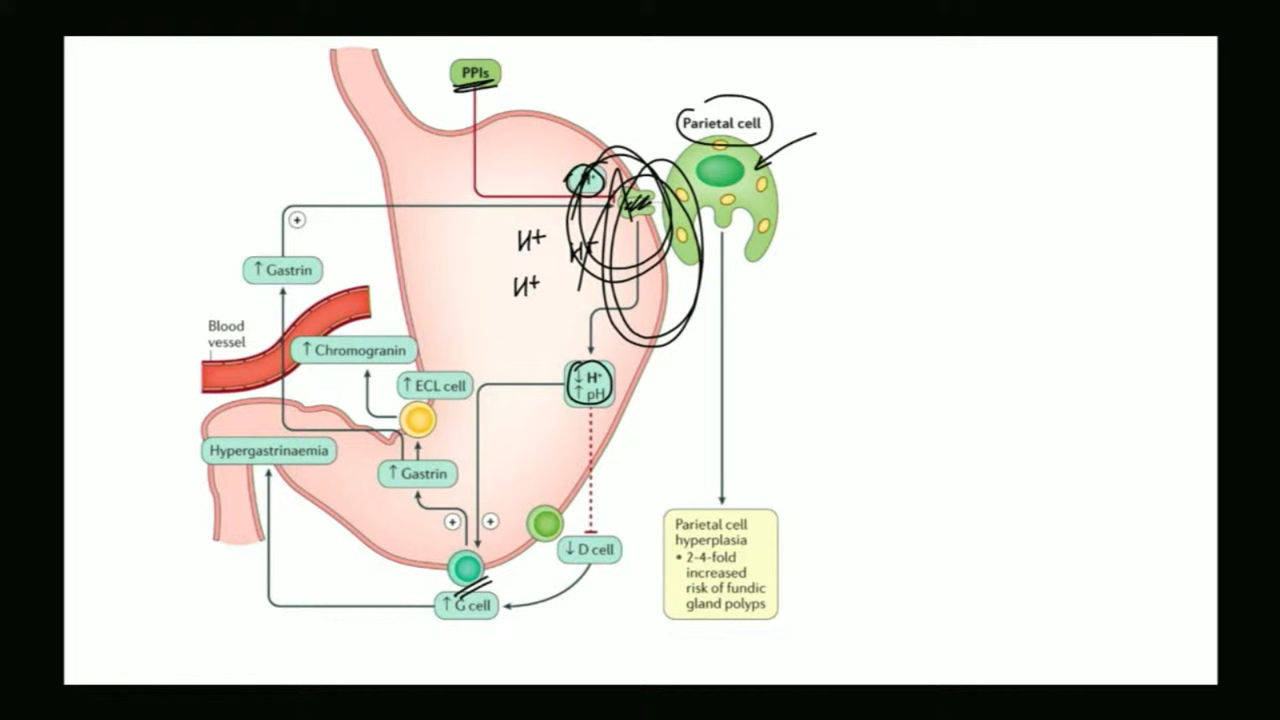 PPIs
Parietal cell
H+
H+
H+
H+
+
↑ Gastrin
Blood
vessel
↑ Chromogranin
↑ ECL cell
↓ H+
↑ pH
Hypergastrinaemia
↑ Gastrin
+
+
↓ D cell
↑ G cell
Parietal cell
hyperplasia
• 2-4-fold
increased
risk of fundic
gland polyps